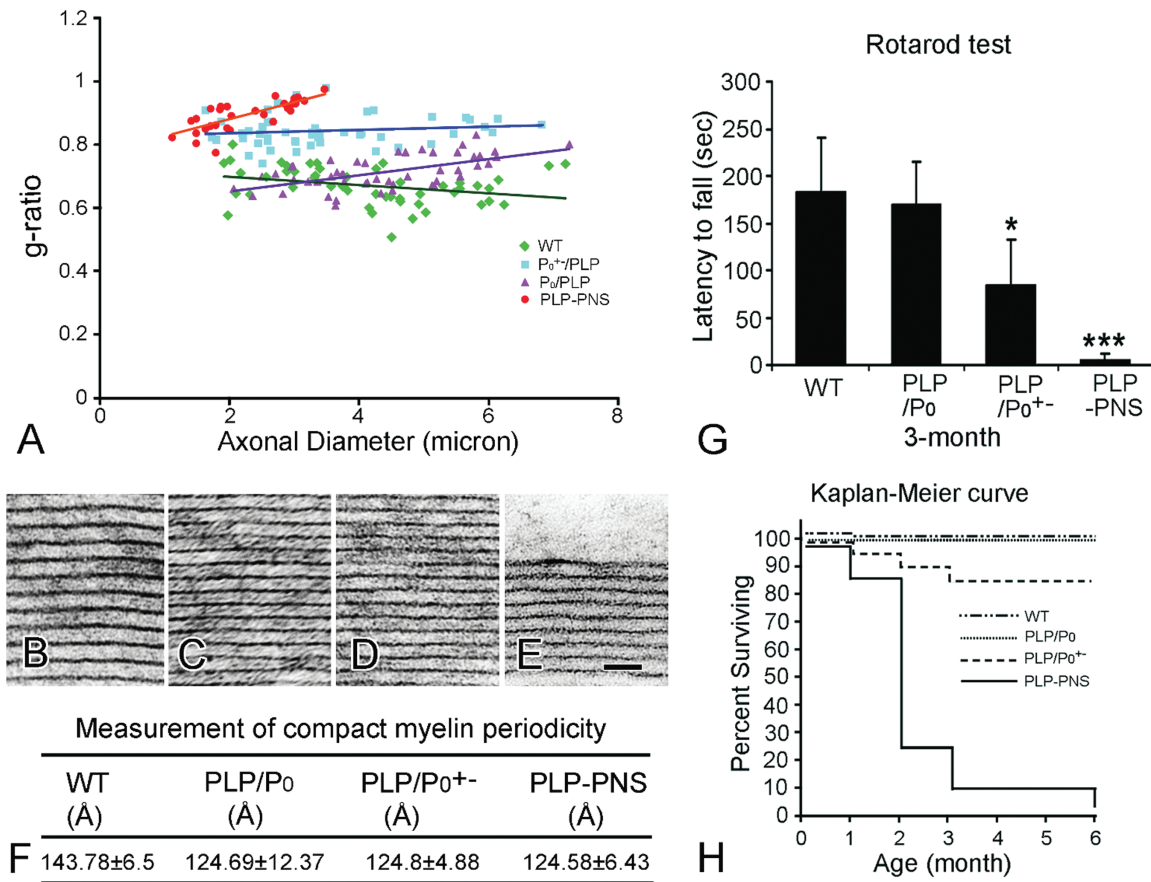 1.2
1
0.8
0.6
0.4
0.2
0
0 2 4 6 8
g-ratio
Axonal Diameter (micron)
WT
P₀⁺⁻/PLP
P₀/PLP
PLP-PNS
A
Rotarod test
300
250
200
150
100
50
0
Latency to fall (sec)
*
***
WT PLP PLP PLP
/P₀ /P₀⁺⁻ -PNS
3-month
G
B C D E
Measurement of compact myelin periodicity
WT PLP/P₀ PLP/P₀⁺⁻ PLP-PNS
(Å) (Å) (Å) (Å)
F 143.78±6.5 124.69±12.37 124.8±4.88 124.58±6.43
Kaplan-Meier curve
100
90
80
70
60
50
40
30
20
10
0
Percent Surviving
WT
PLP/P₀
PLP/P₀⁺⁻
PLP-PNS
0 1 2 3 4 5 6
Age (month)
H